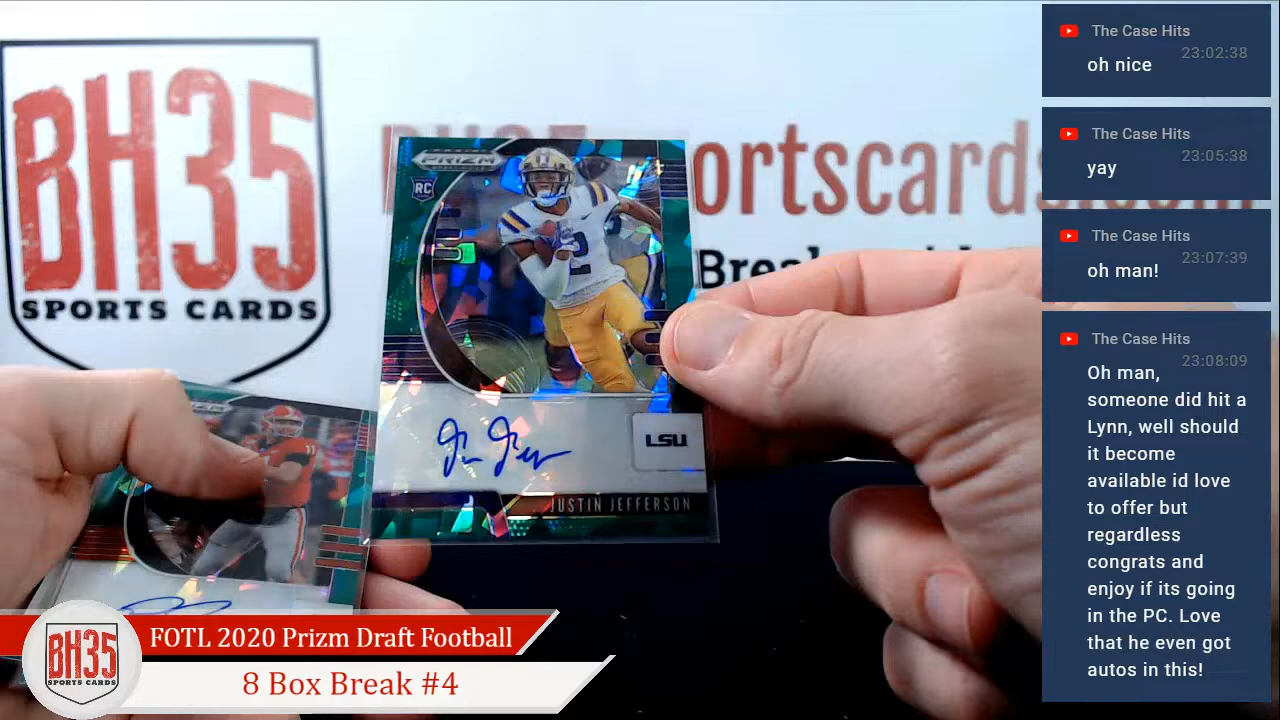 BH35
SPORTS CARDS
ortscards.com
Brea
PRIZM
RC
2
LSU
JUSTIN JEFFERSON
11
The Case Hits
23:02:38
oh nice
The Case Hits
23:05:38
yay
The Case Hits
23:07:39
oh man!
The Case Hits
23:08:09
Oh man,
someone did hit a
Lynn, well should
it become
available id love
to offer but
regardless
congrats and
enjoy if its going
in the PC. Love
that he even got
autos in this!
BH35
SPORTS CARDS
FOTL 2020 Prizm Draft Football
8 Box Break #4